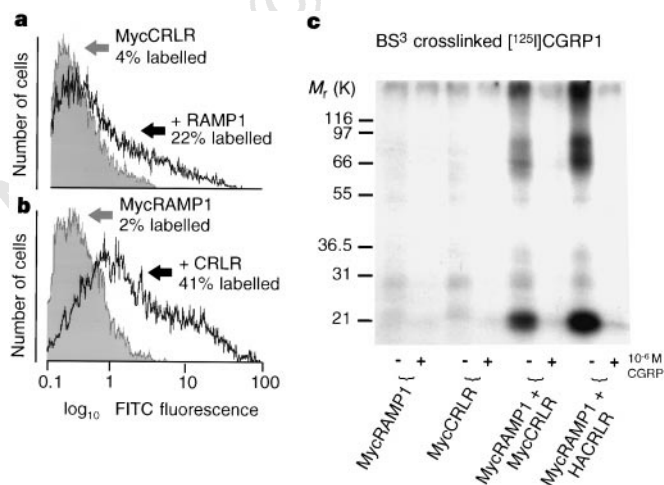 a
Number of cells
MycCRLR
4% labelled
+ RAMP1
22% labelled
b
Number of cells
MycRAMP1
2% labelled
+ CRLR
41% labelled
0.1 1 10 100
log10 FITC fluorescence
c
BS3 crosslinked [125I]CGRP1
Mr (K)
116
97
66
55
36.5
31
21
- + - + - + - + 10-6 M
CGRP
MycRAMP1 {
MycCRLR {
MycRAMP1 + {
MycCRLR
MycRAMP1 + {
HACRLR